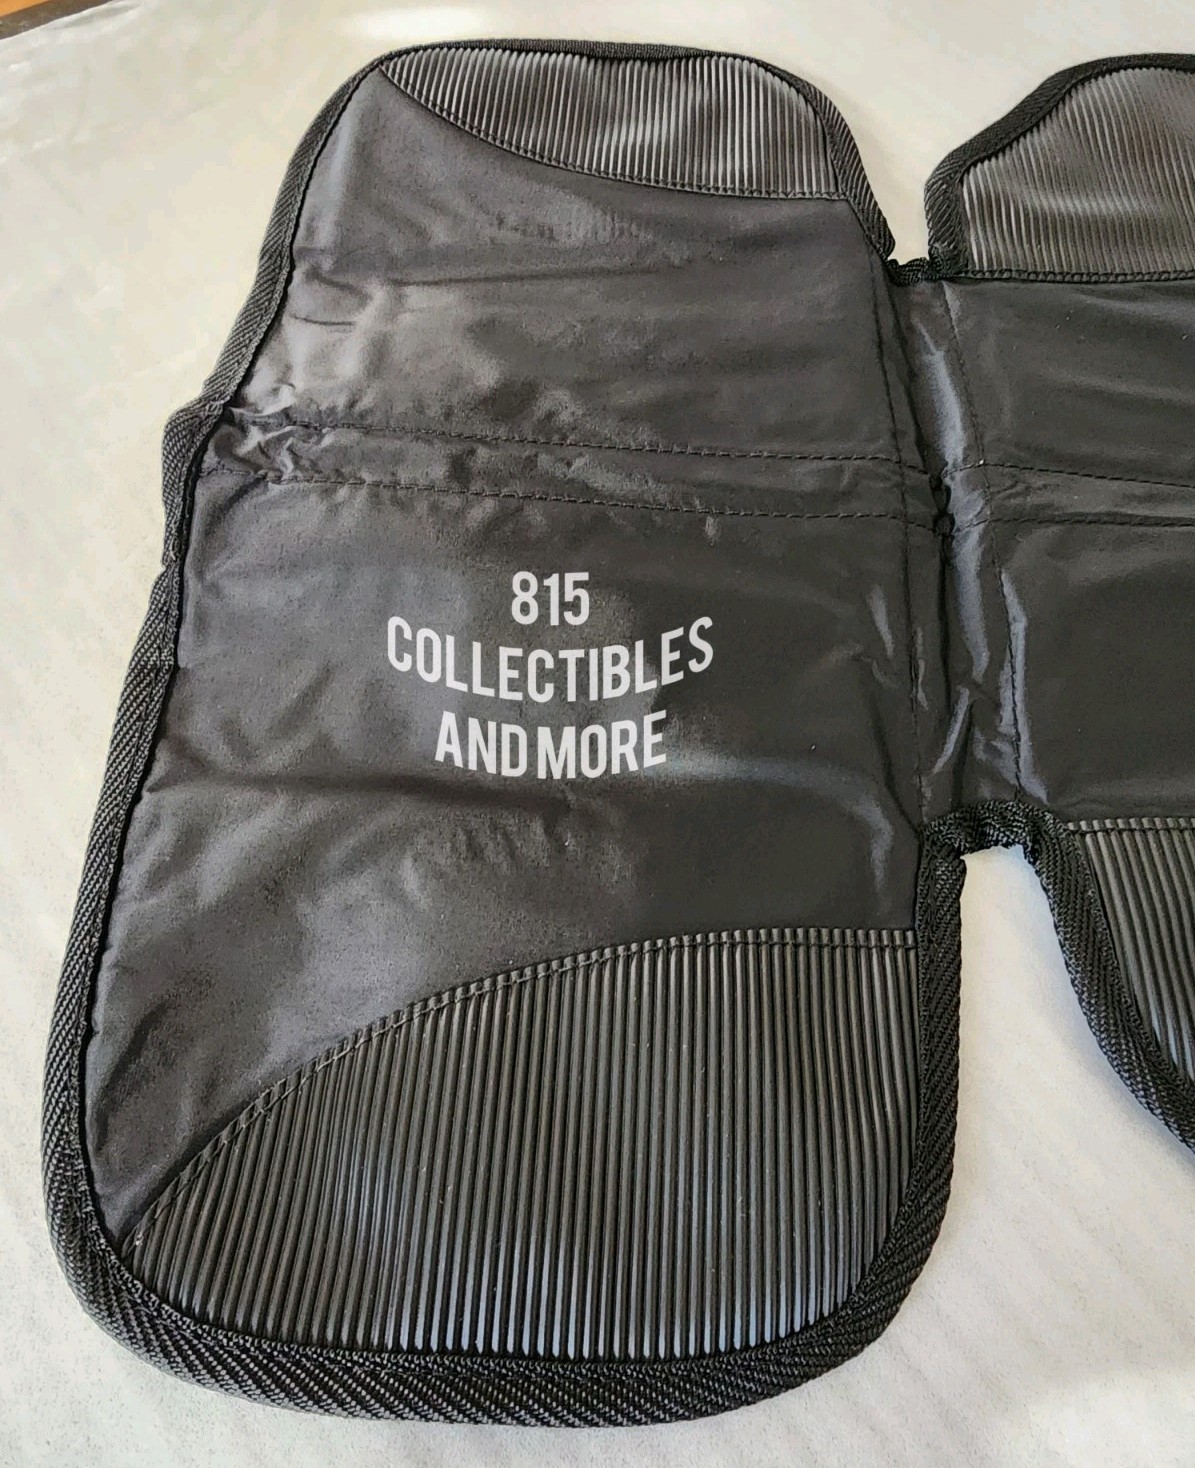 815
COLLECTIBLES
AND MORE